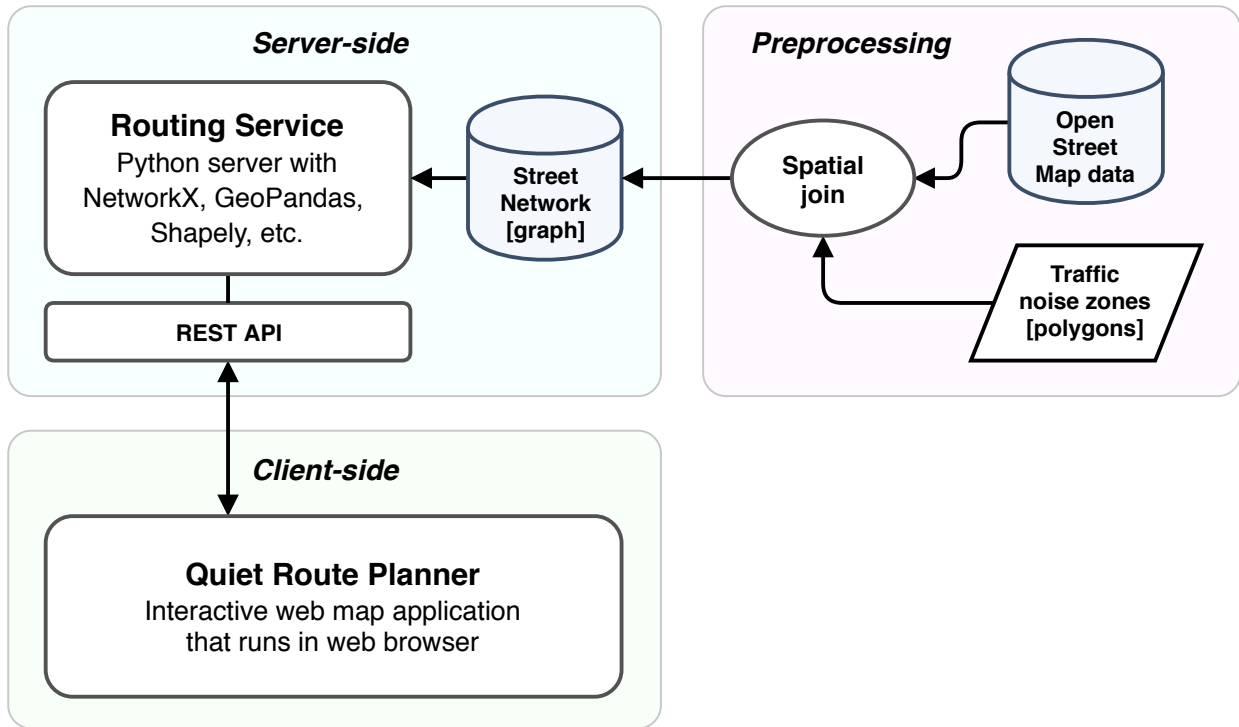 Server-side
Routing Service
Python server with
NetworkX, GeoPandas,
Shapely, etc.
REST API
Street
Network
[graph]
Preprocessing
Spatial
join
Open
Street
Map data
Traffic
noise zones
[polygons]
Client-side
Quiet Route Planner
Interactive web map application
that runs in web browser